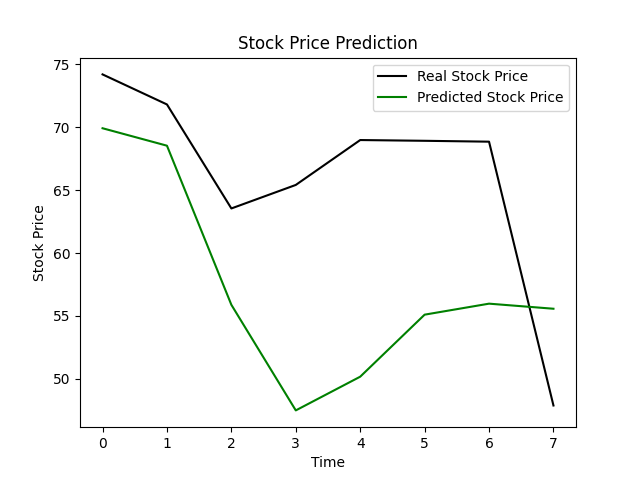 Stock Price Prediction
Real Stock Price
Predicted Stock Price
Stock Price
75
70
65
60
55
50
0 1 2 3 4 5 6 7
Time